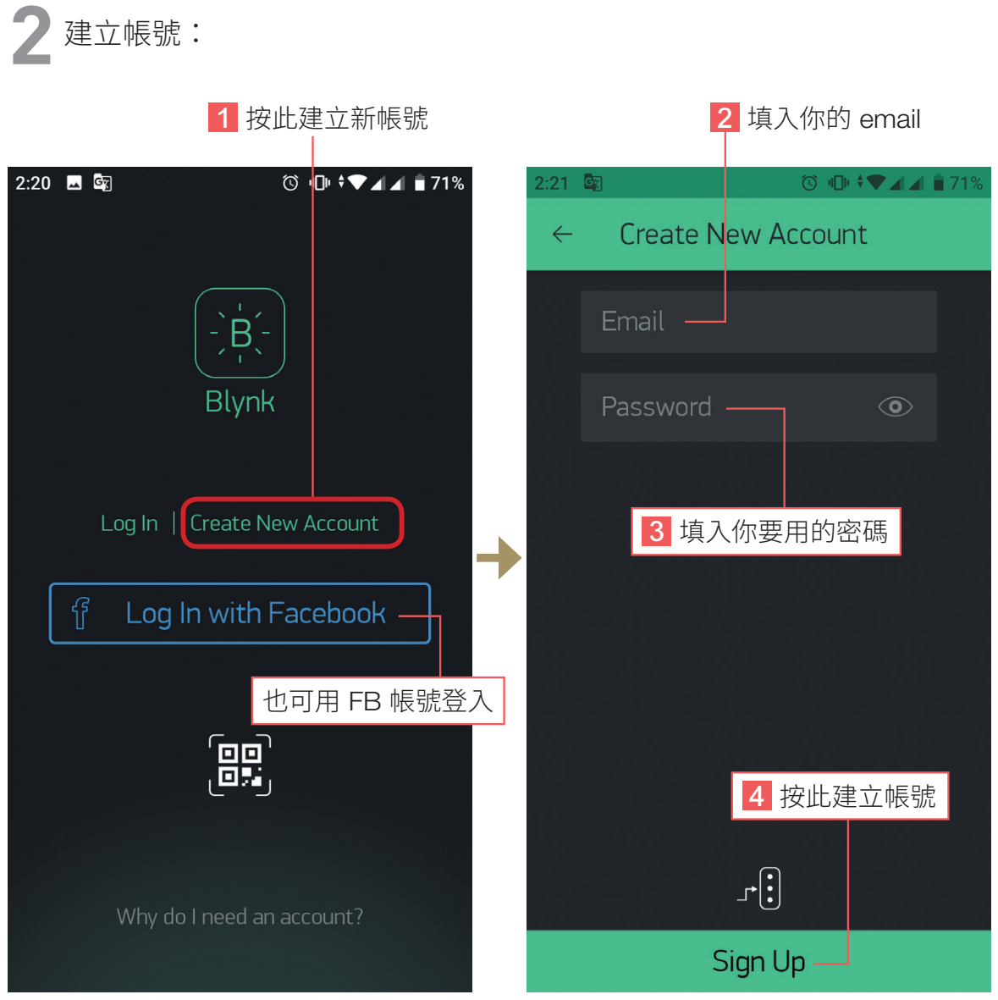 2 建立帳號：
1 按此建立新帳號
2:20 71%
B
Blynk
Log In | Create New Account
f Log In with Facebook
也可用 FB 帳號登入
Why do I need an account?
2 填入你的 email
2:21 71%
← Create New Account
Email
Password
3 填入你要用的密碼
4 按此建立帳號
Sign Up